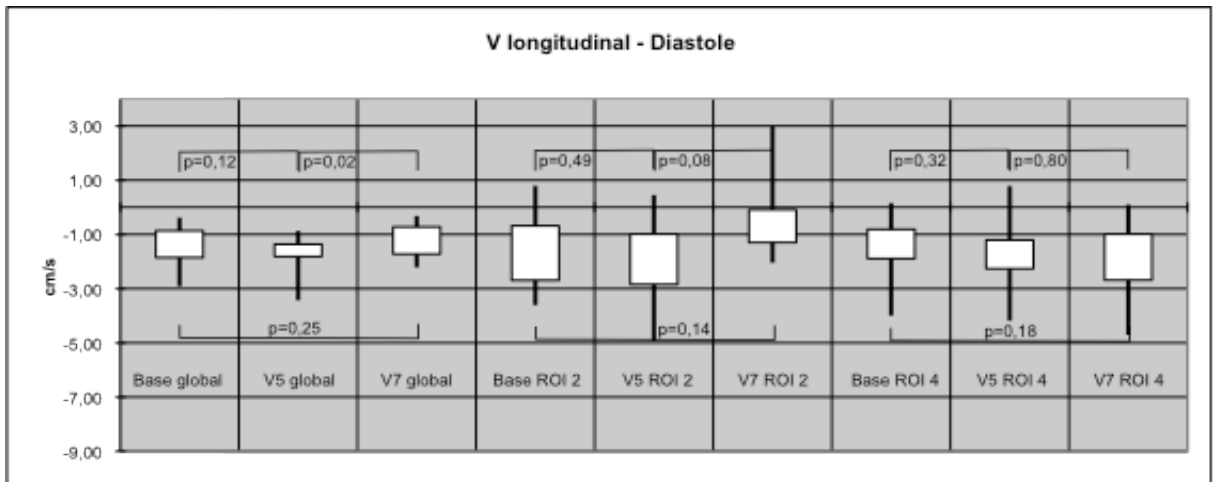 V longitudinal - Diastole
3,00
p=0,12 p=0,02 p=0,49 p=0,08 p=0,32 p=0,80
1,00
-1,00
cm/s
-3,00
p=0,25 p=0,14 p=0,18
-5,00
Base global V5 global V7 global Base ROI 2 V5 ROI 2 V7 ROI 2 Base ROI 4 V5 ROI 4 V7 ROI 4
-7,00
-9,00